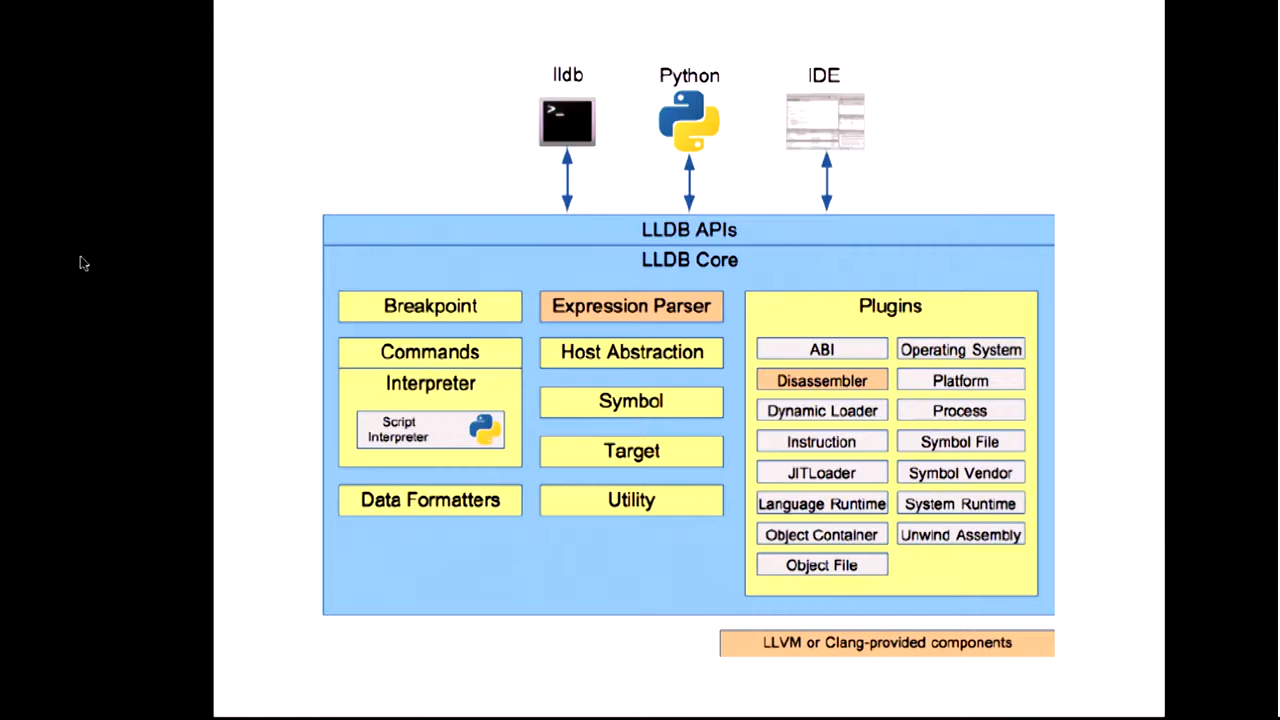 lldb
Python
IDE
>_
LLDB APIs
LLDB Core
Breakpoint
Commands
Interpreter
Script
Interpreter
Data Formatters
Expression Parser
Host Abstraction
Symbol
Target
Utility
Plugins
ABI
Operating System
Disassembler
Platform
Dynamic Loader
Process
Instruction
Symbol File
JITLoader
Symbol Vendor
Language Runtime
System Runtime
Object Container
Unwind Assembly
Object File
LLVM or Clang-provided components